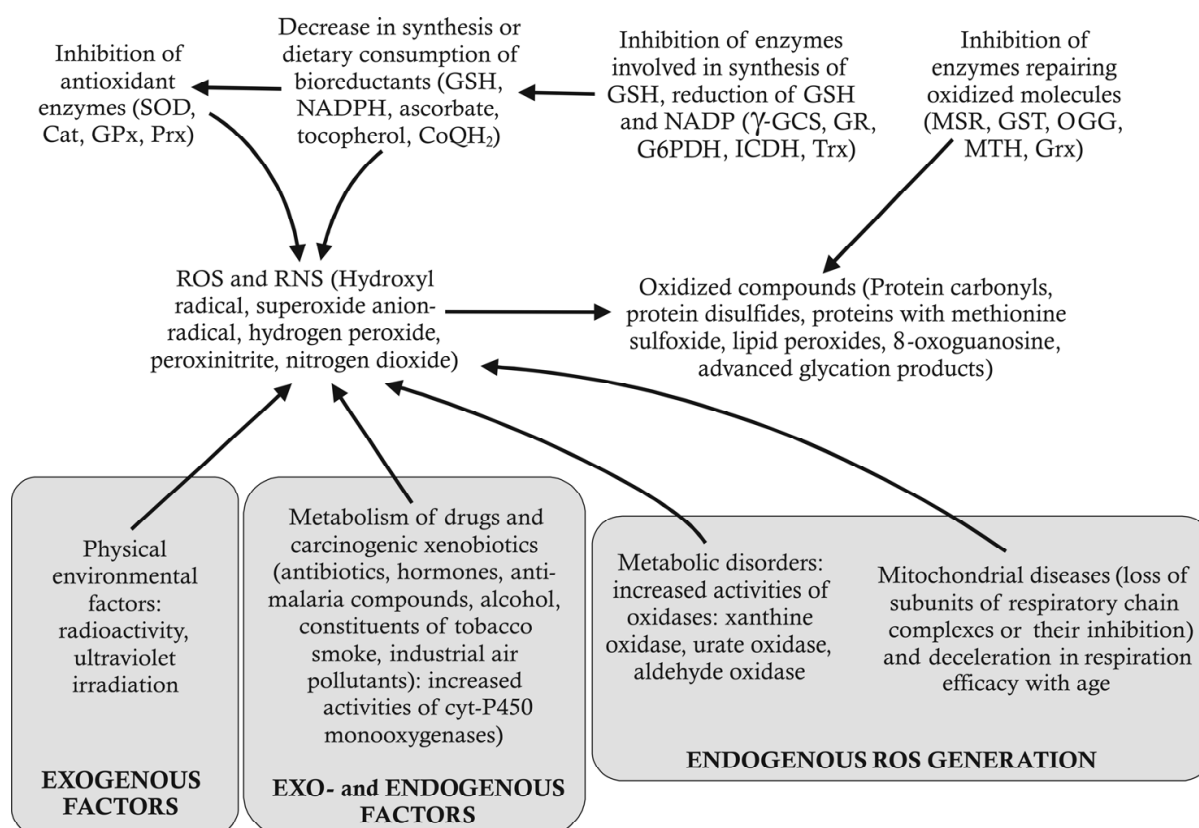 Inhibition of
antioxidant
enzymes (SOD,
Cat, GPx, Prx)
Decrease in synthesis or
dietary consumption of
bioreductants (GSH,
NADPH, ascorbate,
tocopherol, CoQH₂)
Inhibition of enzymes
involved in synthesis of
GSH, reduction of GSH
and NADP (γ-GCS, GR,
G6PDH, ICDH, Trx)
Inhibition of
enzymes repairing
oxidized molecules
(MSR, GST, OGG,
MTH, Grx)
ROS and RNS (Hydroxyl
radical, superoxide anion-
radical, hydrogen peroxide,
peroxinitrite, nitrogen dioxide)
Oxidized compounds (Protein carbonyls,
protein disulfides, proteins with methionine
sulfoxide, lipid peroxides, 8-oxoguanosine,
advanced glycation products)
Physical
environmental
factors:
radioactivity,
ultraviolet
irradiation
EXOGENOUS
FACTORS
Metabolism of drugs and
carcinogenic xenobiotics
(antibiotics, hormones, anti-
malaria compounds, alcohol,
constituents of tobacco
smoke, industrial air
pollutants): increased
activities of cyt-P450
monooxygenases)
EXO- and ENDOGENOUS
FACTORS
Metabolic disorders:
increased activities of
oxidases: xanthine
oxidase, urate oxidase,
aldehyde oxidase
Mitochondrial diseases (loss of
subunits of respiratory chain
complexes or their inhibition)
and deceleration in respiration
efficacy with age
ENDOGENOUS ROS GENERATION